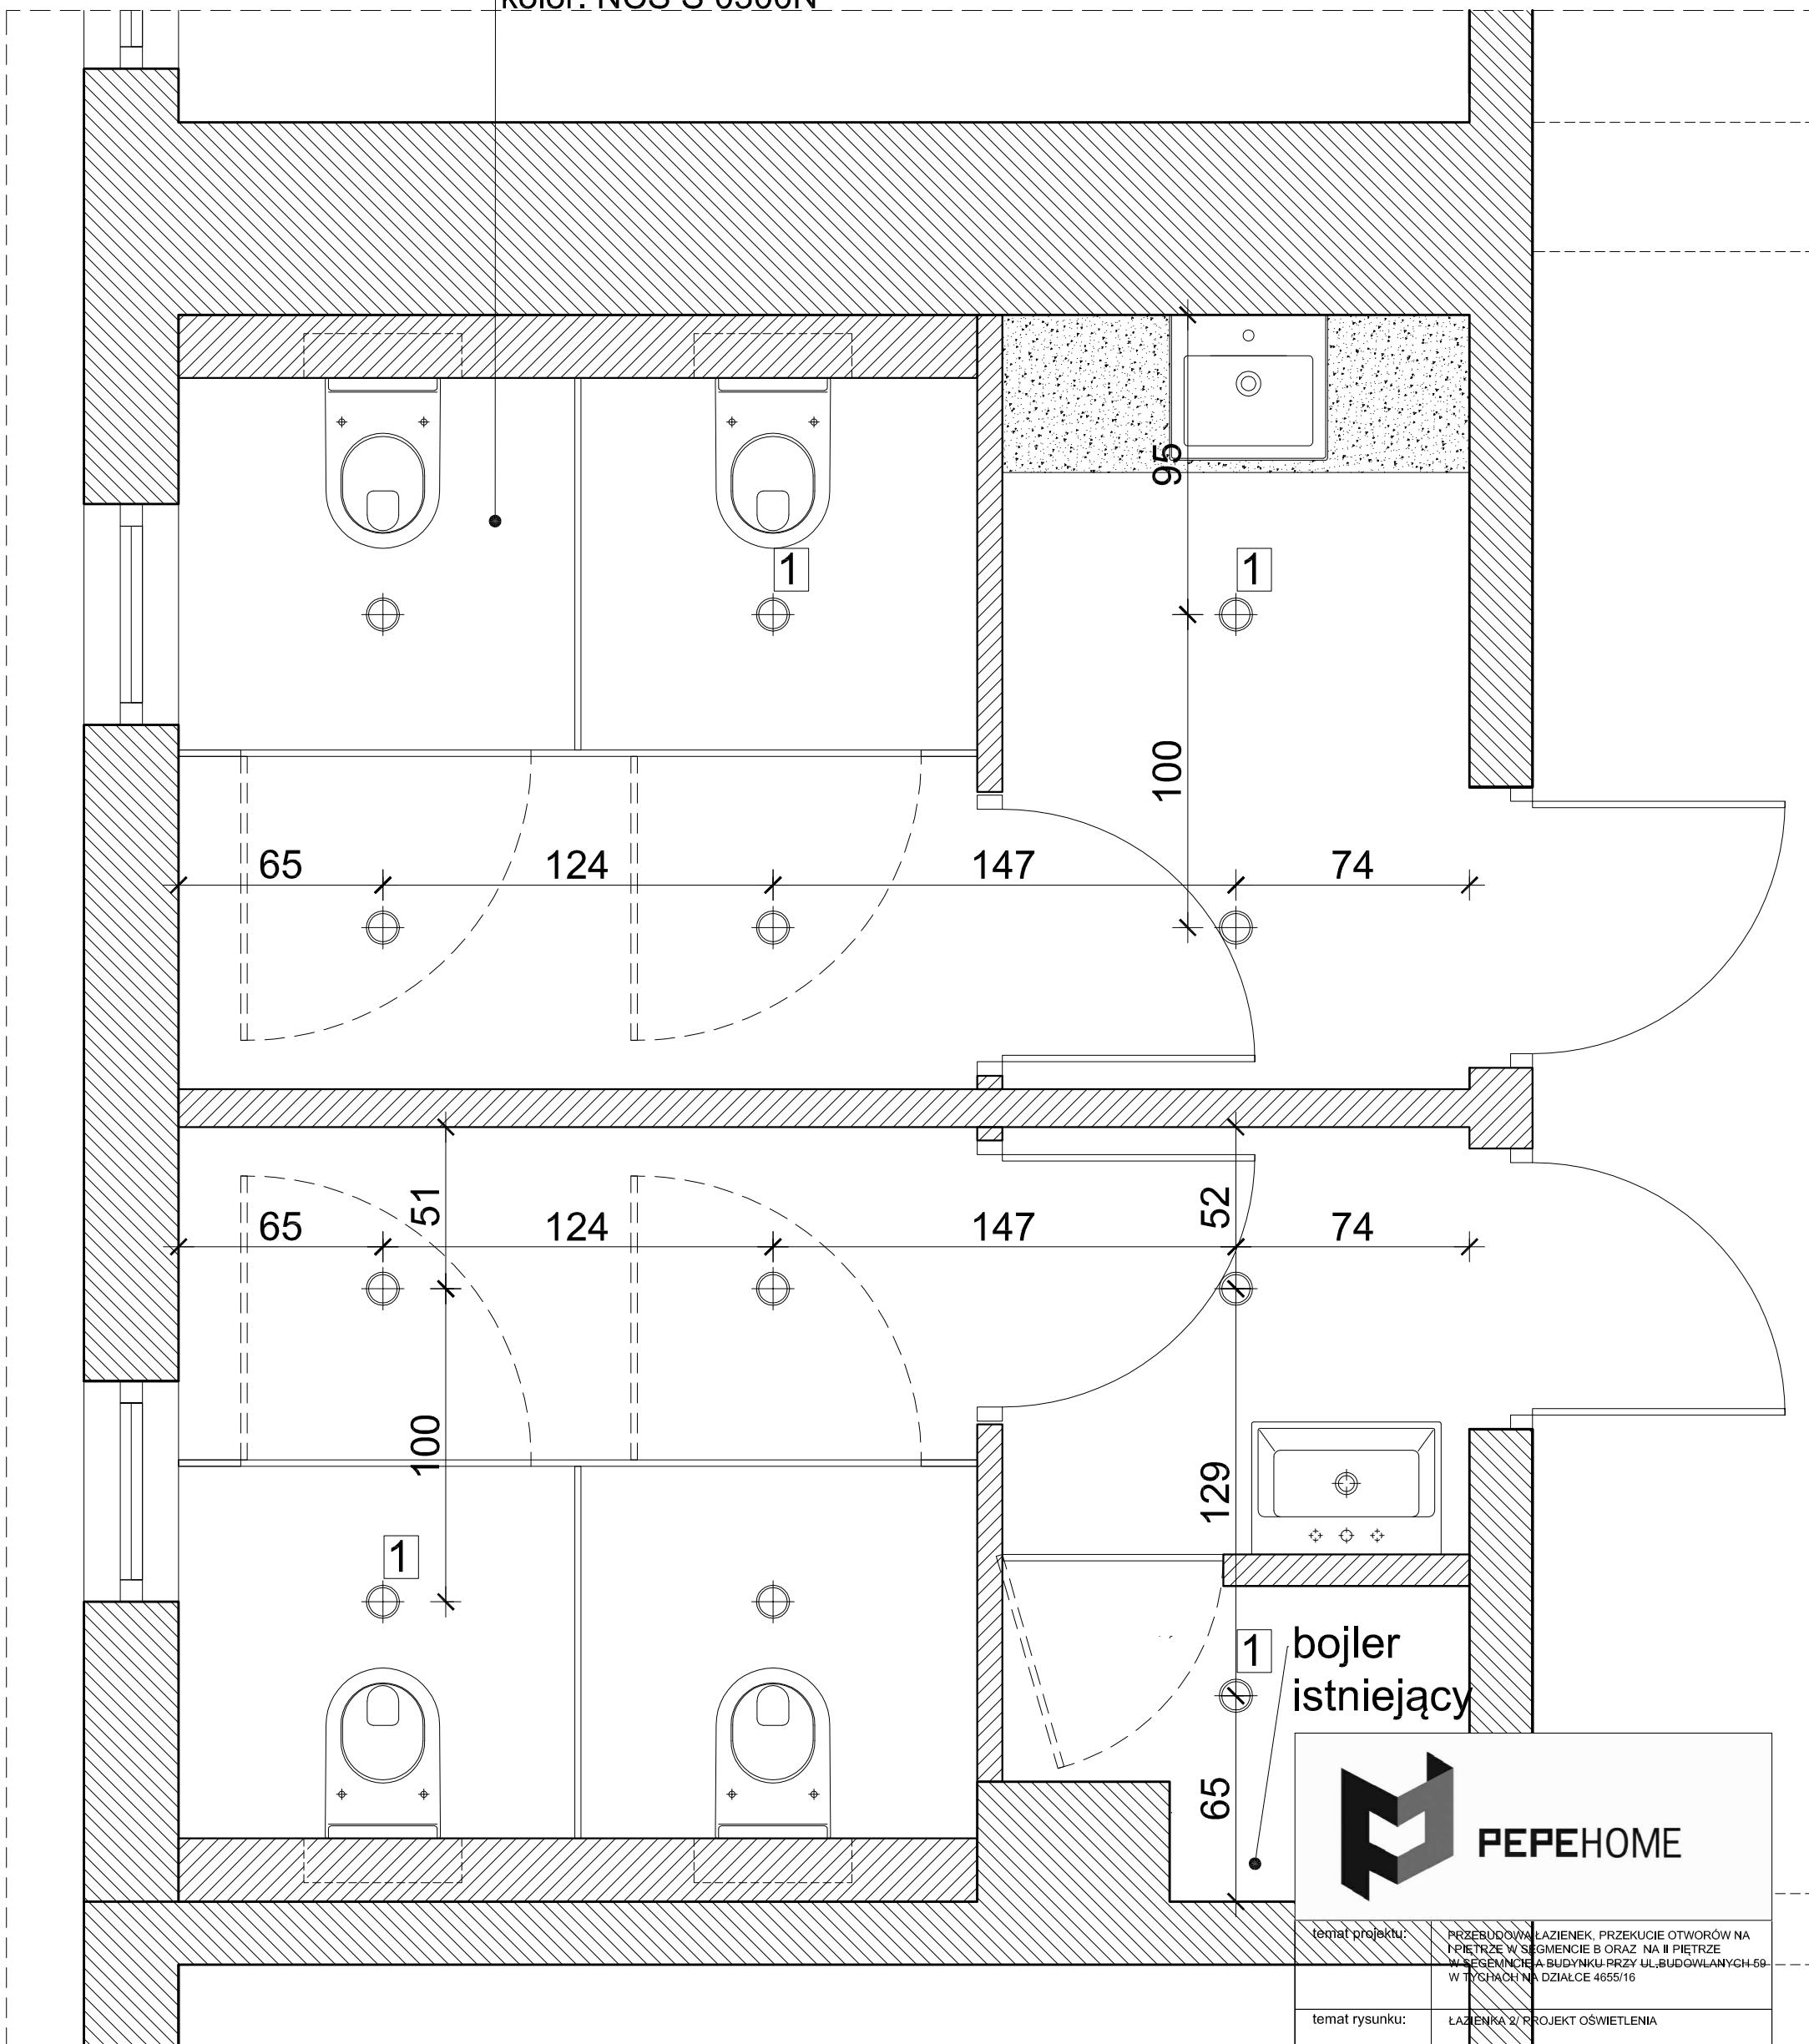 kolor: NCS S 0300N
95
1
1
100
65
124
147
74
51
52
65
124
147
74
100
129
1
1
bojler
istniejący
65
PEPEHOME
temat projektu:
PRZEBUDOWA ŁAZIENEK, PRZEKUCIE OTWORÓW NA
I PIĘTRZE W SEGMENCIE B ORAZ NA II PIĘTRZE
W SEGEMNCIE A BUDYNKU PRZY UL.BUDOWLANYCH 59
W TYCHACH NA DZIAŁCE 4655/16
temat rysunku:
ŁAZIENKA 2/ PROJEKT OŚWIETLENIA